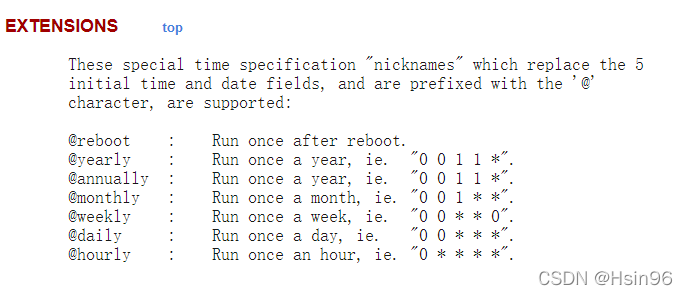 EXTENSIONS top
These special time specification "nicknames" which replace the 5
initial time and date fields, and are prefixed with the '@'
character, are supported:
@reboot : Run once after reboot.
@yearly : Run once a year, ie. "0 0 1 1 *".
@annually : Run once a year, ie. "0 0 1 1 *".
@monthly : Run once a month, ie. "0 0 1 * *".
@weekly : Run once a week, ie. "0 0 * * 0".
@daily : Run once a day, ie. "0 0 * * *".
@hourly : Run once an hour, ie. "0 * * * *".
CSDN @Hsin96